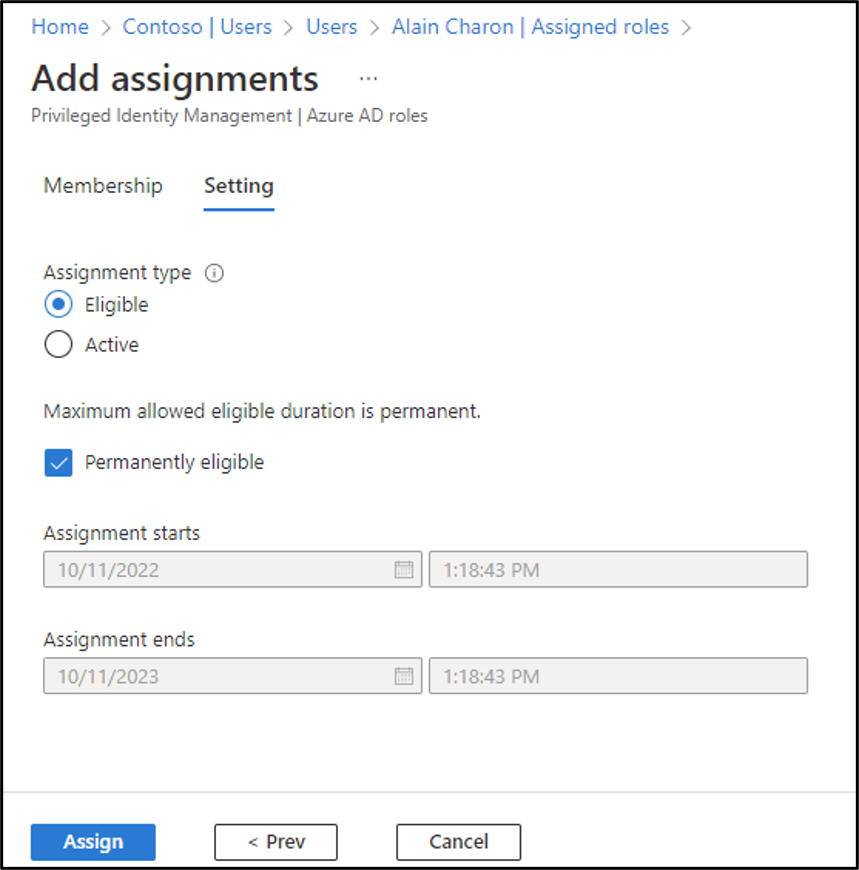 Home > Contoso | Users > Users > Alain Charon | Assigned roles >
Add assignments ...
Privileged Identity Management | Azure AD roles
Membership Setting
Assignment type
Eligible
Active
Maximum allowed eligible duration is permanent.
Permanently eligible
Assignment starts
10/11/2022 1:18:43 PM
Assignment ends
10/11/2023 1:18:43 PM
Assign < Prev Cancel